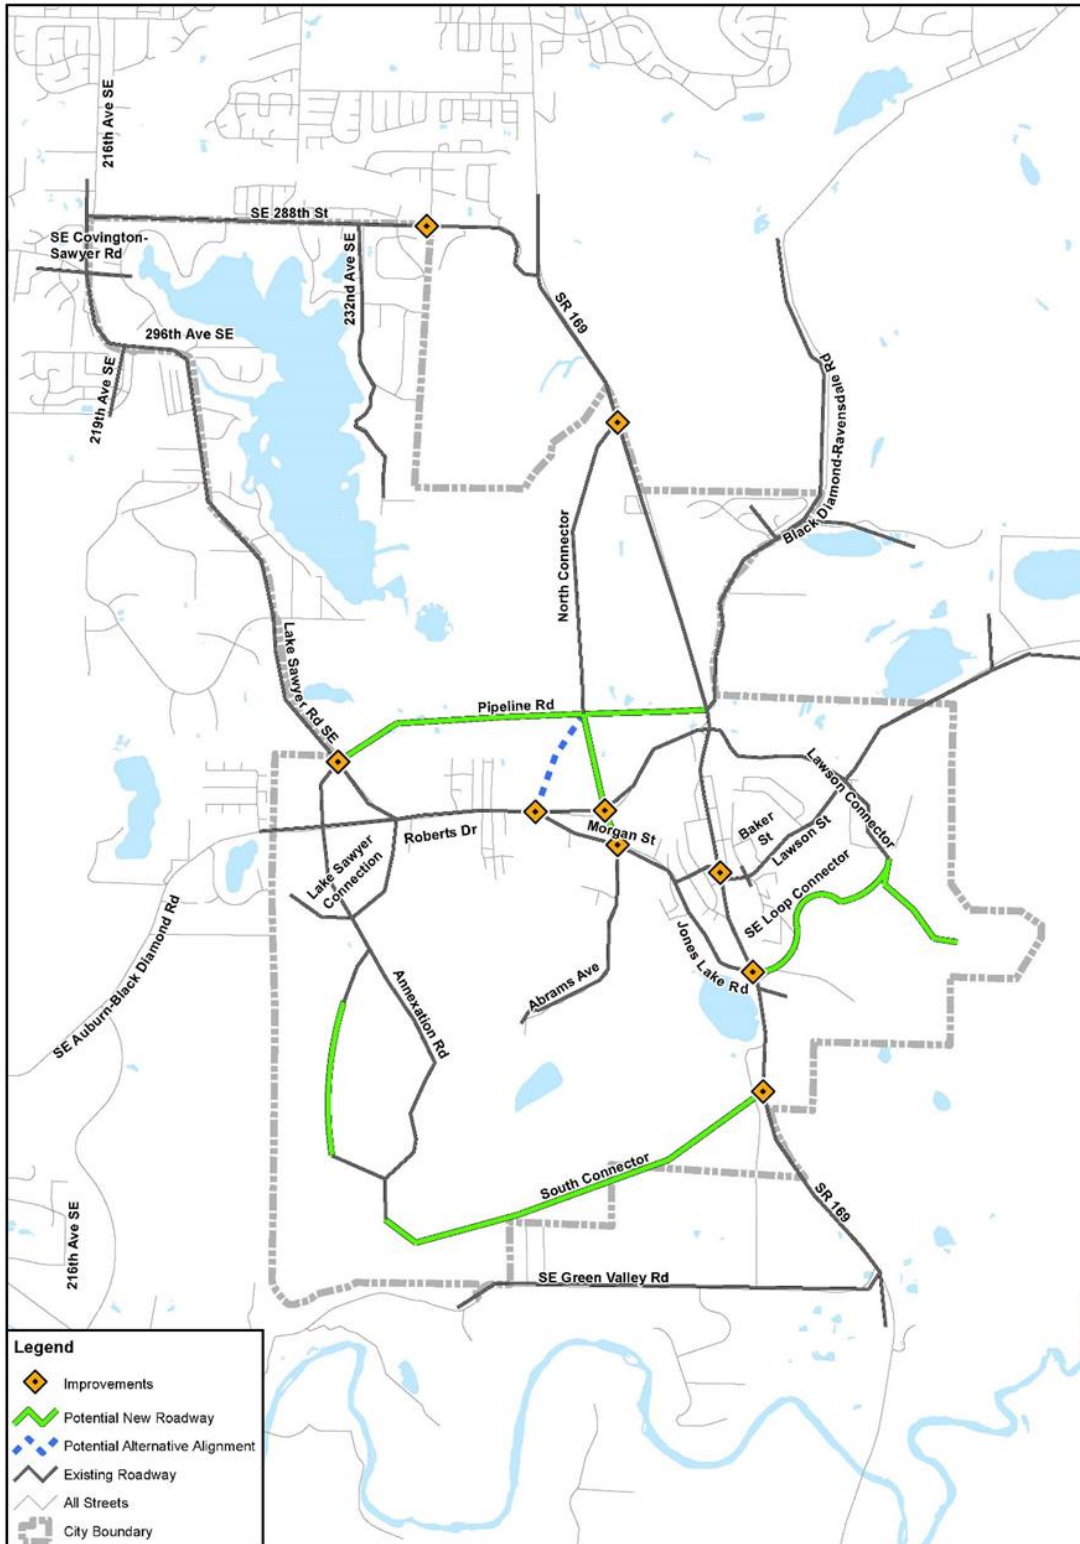 216th Ave SE
SE 288th St
SE Covington-
Sawyer Rd
232nd Ave SE
SR 169
296th Ave SE
219th Ave SE
Black Diamond-Ravensdale Rd
North Connector
Lake Sawyer Rd SE
Pipeline Rd
Lawson Connector
Roberts Dr
Morgan St
Baker
St
Lawson St
Lake Sawyer
Connection
SE Loop Connector
SE Auburn-Black Diamond Rd
Jones Lake Rd
Abrams Ave
Annexation Rd
South Connector
SR 169
216th Ave SE
SE Green Valley Rd
Legend
Improvements
Potential New Roadway
Potential Alternative Alignment
Existing Roadway
All Streets
City Boundary